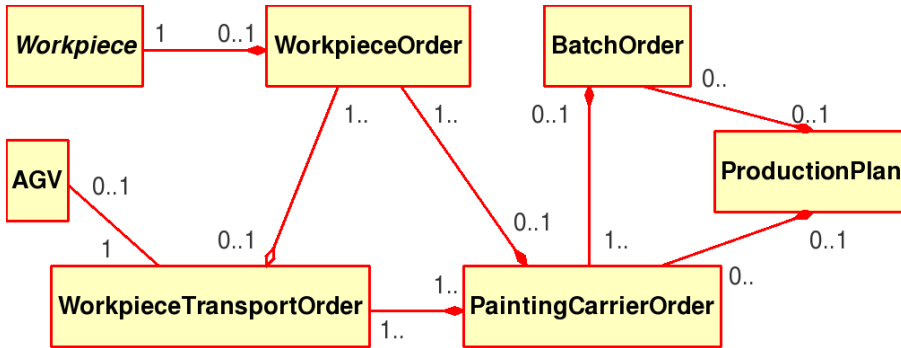 Workpiece
1
0..1
WorkpieceOrder
BatchOrder
1..
1..
0..1
0..
0..1
ProductionPlan
AGV
0..1
1
0..1
0..1
1..
0..1
0..
WorkpieceTransportOrder
1..
1..
PaintingCarrierOrder